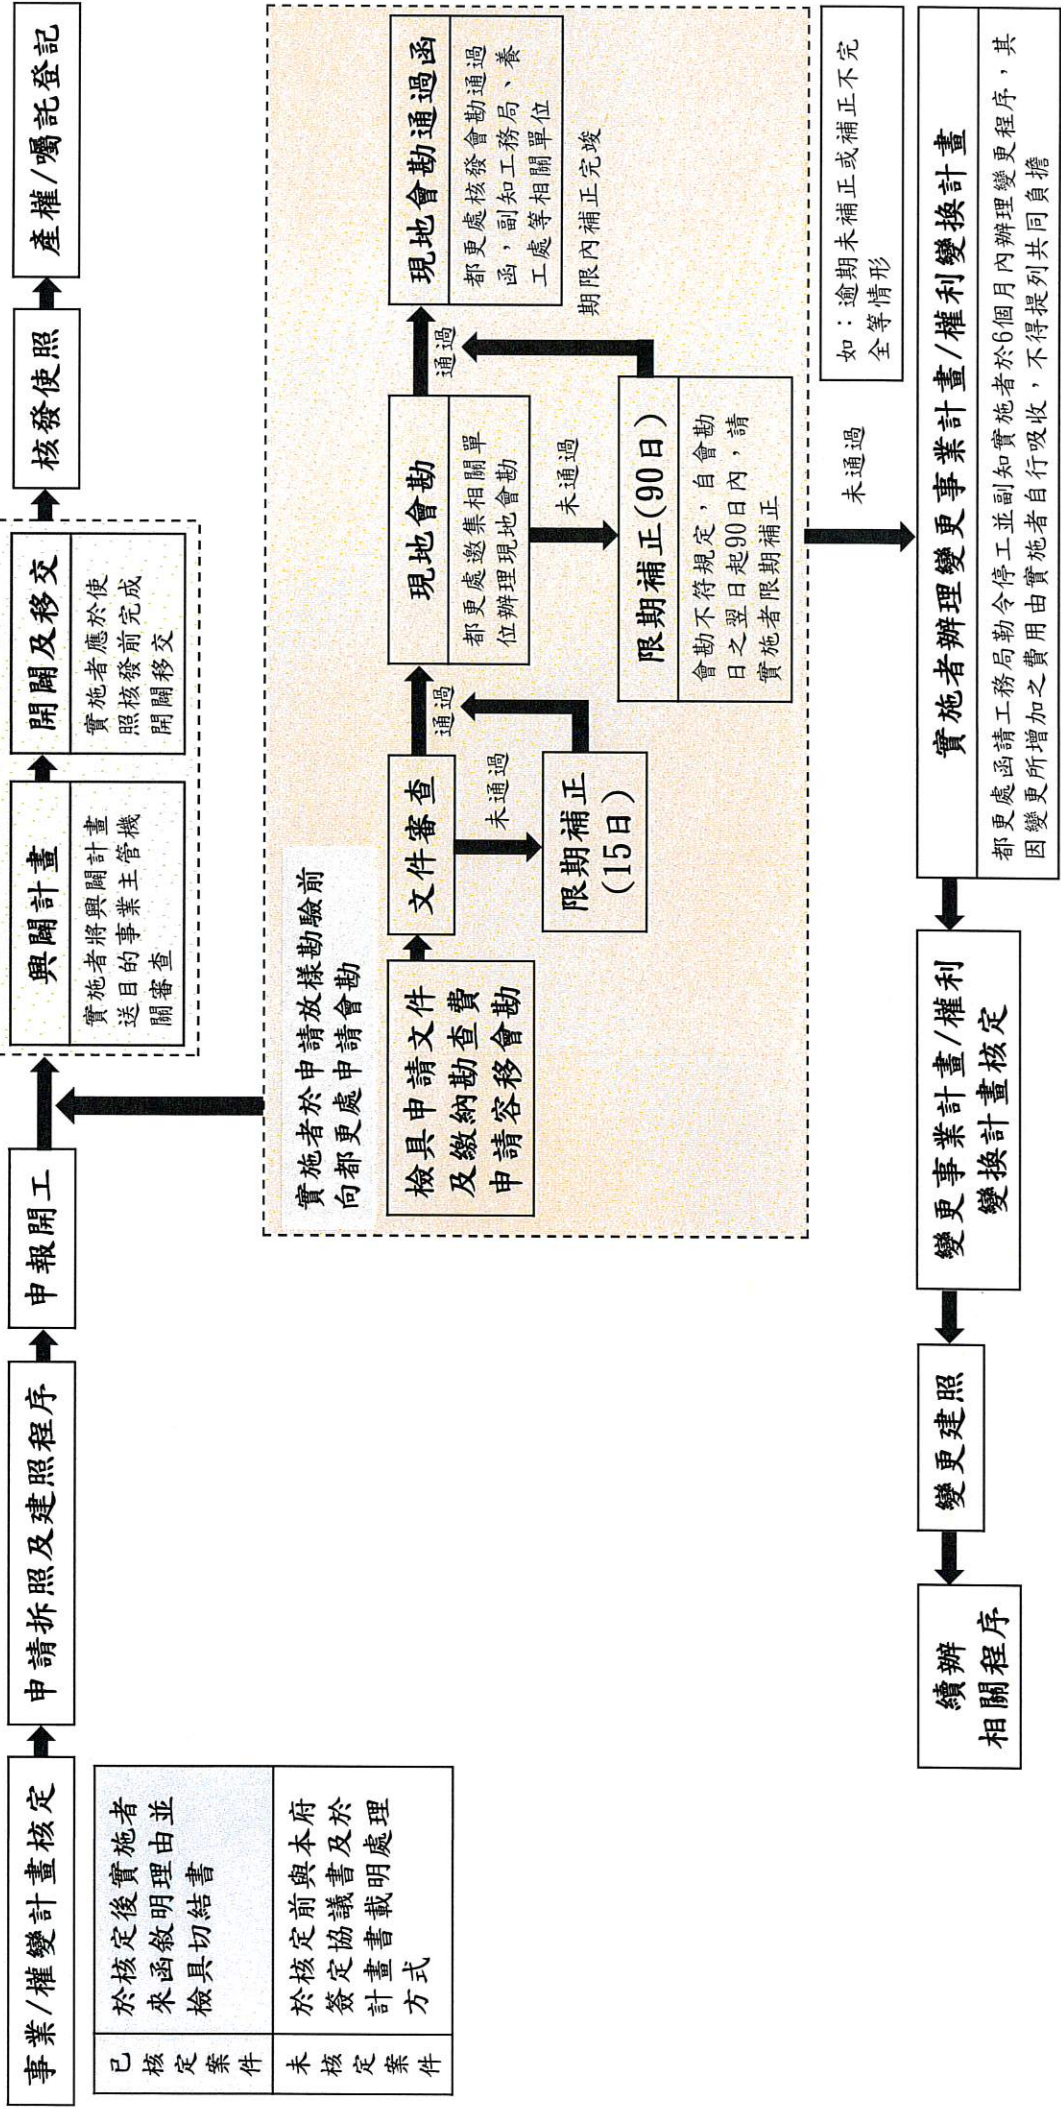 事業/權變計畫核定
申請拆照及建照程序
申報開工
興闢計畫
實施者將興闢計畫
送目的事業主管機
關審查
開闢及移交
實施者應於使
照核發前完成
開闢移交
核發使照
產權/囑託登記
已核定案件
於核定後實施者
來函敘明理由並
檢具切結書
未核定案件
於核定前與本府
簽定協議書及於
計畫書載明處理
方式
實施者於申請放樣勘驗前
向都更處申請會勘
檢具申請文件
及繳納勘查費
申請容移會勘
文件審查
通過
未通過
限期補正
(15日)
現地會勘
都更處邀集相關單
位辦理現地會勘
通過
未通過
限期補正(90日)
會勘不符規定，自會勘
日之翌日起90日內，請
實施者限期補正
現地會勘通過函
都更處核發會勘通過
函，副知工務局、養
工處等相關單位
期限內補正完竣
未通過
如：逾期未補正或補正不完
全等情形
實施者辦理變更事業計畫/權利變換計畫
都更處函請工務局勒令停工並副知實施者於6個月內辦理變更程序，其
因變更所增加之費用由實施者自行吸收，不得提列共同負擔
變更事業計畫/權利
變換計畫核定
變更建照
續辦
相關程序